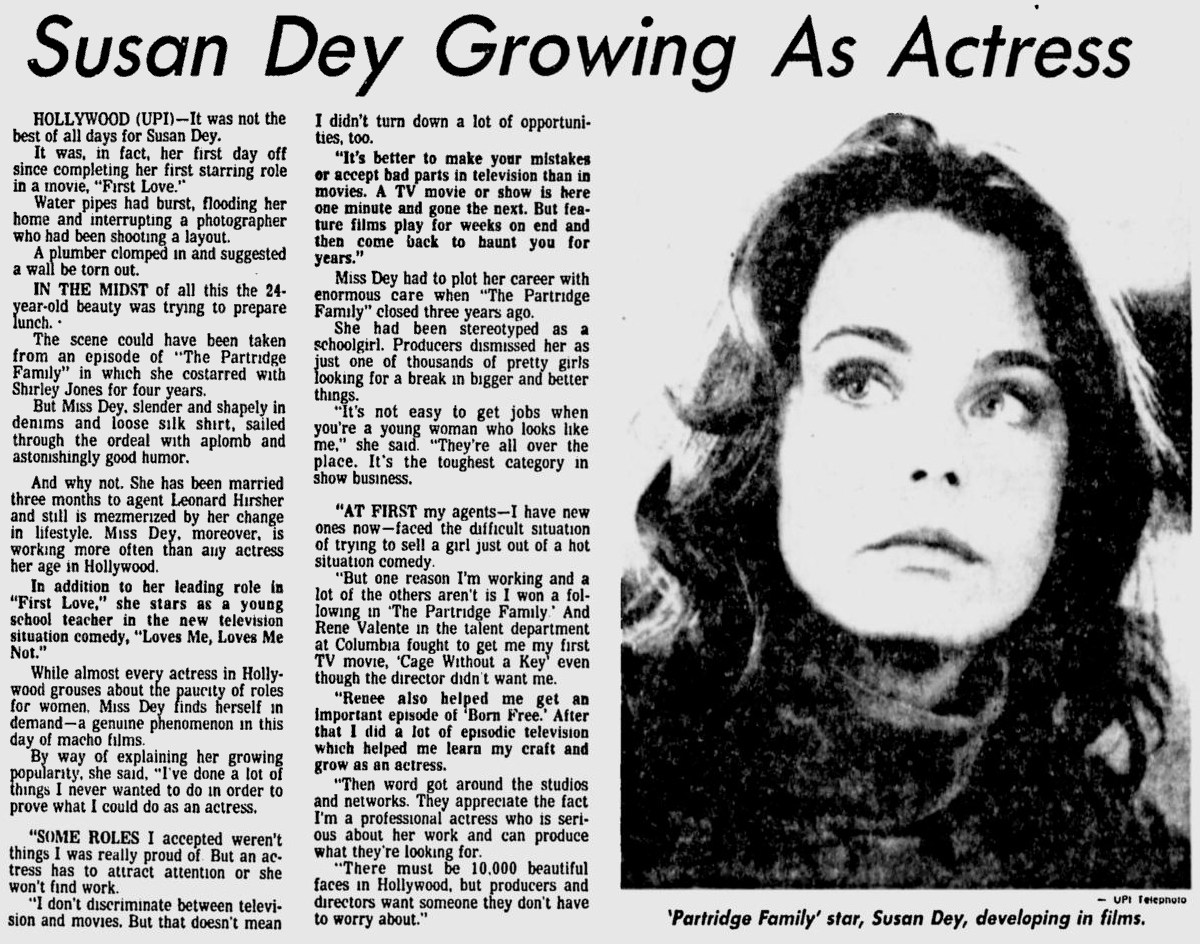 Susan Dey Growing As Actress
HOLLYWOOD (UPI)—It was not the
best of all days for Susan Dey.
It was, in fact, her first day off
since completing her first starring role
in a movie, "First Love."
Water pipes had burst, flooding her
home and interrupting a photographer
who had been shooting a layout.
A plumber clomped in and suggested
a wall be torn out.
IN THE MIDST of all this the 24-
year-old beauty was trying to prepare
lunch.
The scene could have been taken
from an episode of "The Partridge
Family" in which she costarred with
Shirley Jones for four years.
But Miss Dey, slender and shapely in
denims and loose silk shirt, sailed
through the ordeal with aplomb and
astonishingly good humor.
And why not. She has been married
three months to agent Leonard Hirsher
and still is mezmerized by her change
in lifestyle. Miss Dey, moreover, is
working more often than any actress
her age in Hollywood.
In addition to her leading role in
"First Love," she stars as a young
school teacher in the new television
situation comedy, "Loves Me, Loves Me
Not."
While almost every actress in Holly-
wood grouses about the paucity of roles
for women, Miss Dey finds herself in
demand—a genuine phenomenon in this
day of macho films.
By way of explaining her growing
popularity, she said, "I've done a lot of
things I never wanted to do in order to
prove what I could do as an actress.
"SOME ROLES I accepted weren't
things I was really proud of. But an ac-
tress has to attract attention or she
won't find work.
"I don't discriminate between televi-
sion and movies. But that doesn't mean
I didn't turn down a lot of opportuni-
ties, too.
"It's better to make your mistakes
or accept bad parts in television than in
movies. A TV movie or show is here
one minute and gone the next. But fea-
ture films play for weeks on end and
then come back to haunt you for
years."
Miss Dey had to plot her career with
enormous care when "The Partridge
Family" closed three years ago.
She had been stereotyped as a
schoolgirl. Producers dismissed her as
just one of thousands of pretty girls
looking for a break in bigger and better
things.
"It's not easy to get jobs when
you're a young woman who looks like
me," she said. "They're all over the
place. It's the toughest category in
show business.
"AT FIRST my agents—I have new
ones now—faced the difficult situation
of trying to sell a girl just out of a hot
situation comedy.
"But one reason I'm working and a
lot of the others aren't is I won a fol-
lowing in 'The Partridge Family.' And
Rene Valente in the talent department
at Columbia fought to get me my first
TV movie, 'Cage Without a Key' even
though the director didn't want me.
"Renee also helped me get an
important episode of 'Born Free.' After
that I did a lot of episodic television
which helped me learn my craft and
grow as an actress.
"Then word got around the studios
and networks. They appreciate the fact
I'm a professional actress who is seri-
ous about her work and can produce
what they're looking for.
"There must be 10,000 beautiful
faces in Hollywood, but producers and
directors want someone they don't have
to worry about."
— UPI Telephoto
'Partridge Family' star, Susan Dey, developing in films.